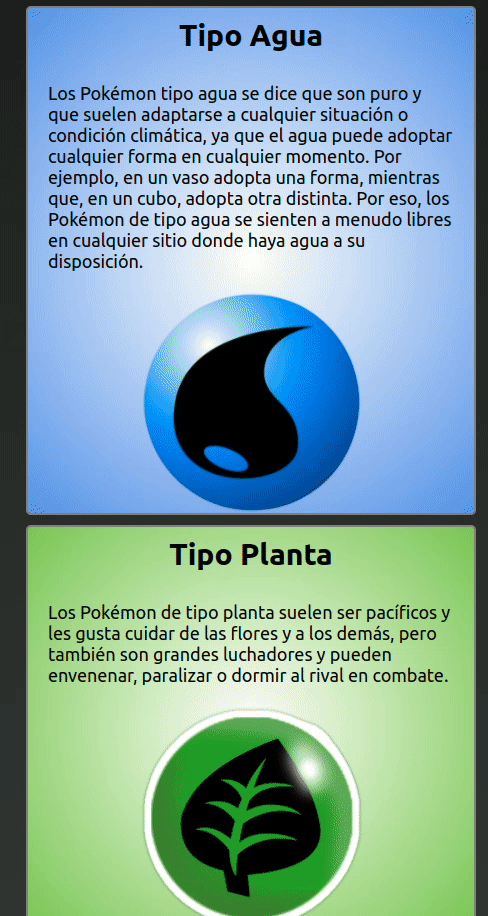 Tipo Agua
Los Pokémon tipo agua se dice que son puro y
que suelen adaptarse a cualquier situación o
condición climática, ya que el agua puede adoptar
cualquier forma en cualquier momento. Por
ejemplo, en un vaso adopta una forma, mientras
que, en un cubo, adopta otra distinta. Por eso, los
Pokémon de tipo agua se sienten a menudo libres
en cualquier sitio donde haya agua a su
disposición.
Tipo Planta
Los Pokémon de tipo planta suelen ser pacíficos y
les gusta cuidar de las flores y a los demás, pero
también son grandes luchadores y pueden
envenenar, paralizar o dormir al rival en combate.